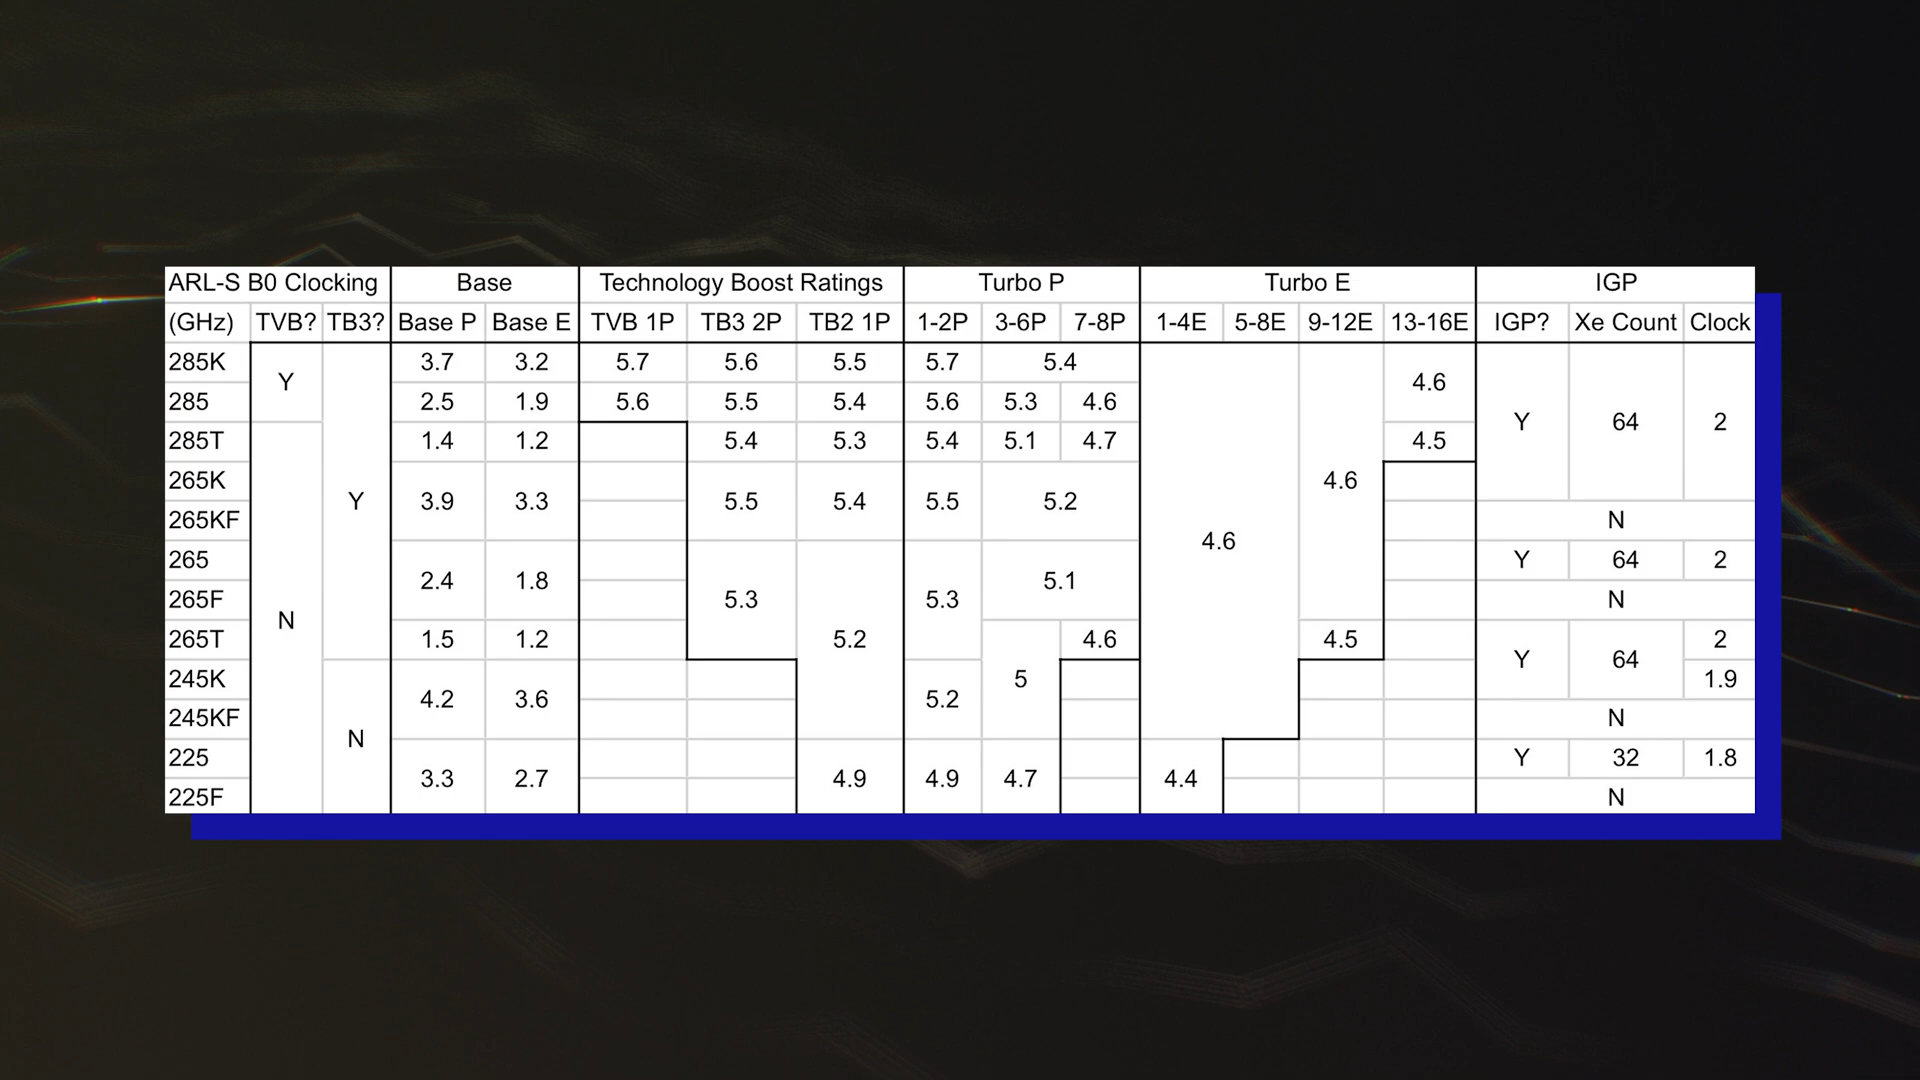 ARL-S B0 Clocking Base Technology Boost Ratings Turbo P Turbo E IGP
(GHz) TVB? TB3? Base P Base E TVB 1P TB3 2P TB2 1P 1-2P 3-6P 7-8P 1-4E 5-8E 9-12E 13-16E IGP? Xe Count Clock
285K 3.7 3.2 5.7 5.6 5.5 5.7 5.4
Y 4.6
285 2.5 1.9 5.6 5.5 5.4 5.6 5.3 4.6
Y 64 2
285T 1.4 1.2 5.4 5.3 5.4 5.1 4.7 4.5
265K 4.6
Y 3.9 3.3 5.5 5.4 5.5 5.2
265KF N
4.6
265 Y 64 2
2.4 1.8 5.1
265F 5.3 5.3 N
N
265T 1.5 1.2 5.2 4.6 4.5 2
Y 64
245K 5 1.9
4.2 3.6 5.2
245KF N
N
225 Y 32 1.8
3.3 2.7 4.9 4.9 4.7 4.4
225F N